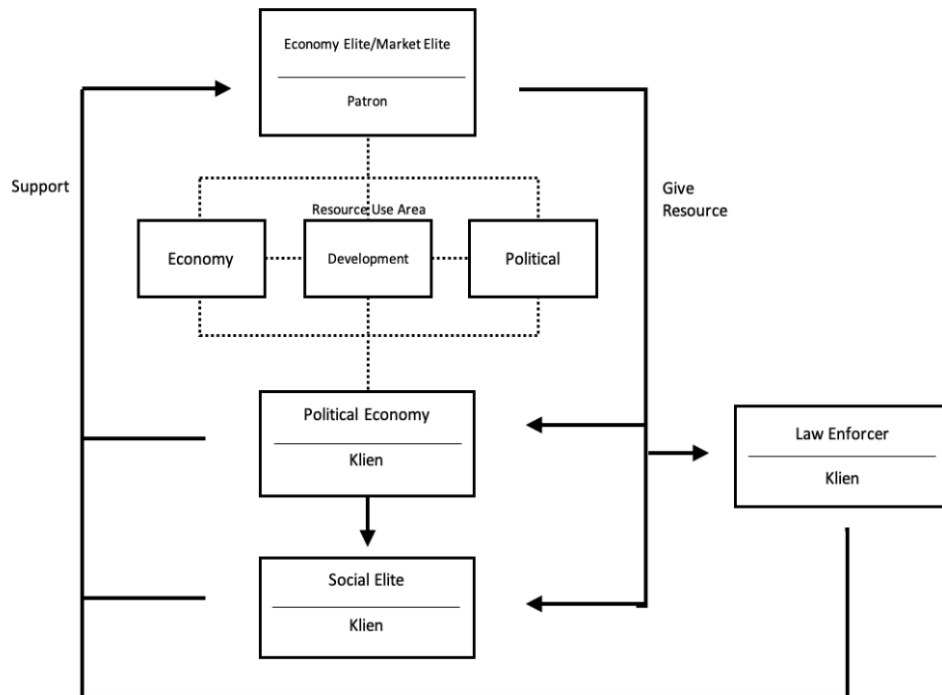 Economy Elite/Market Elite
Patron
Support
Give
Resource
Resource Use Area
Economy
Development
Political
Political Economy
Klien
Law Enforcer
Klien
Social Elite
Klien